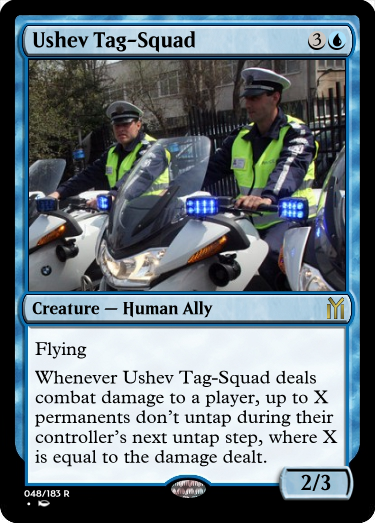 Ushev Tag-Squad 3
Creature — Human Ally
Flying
Whenever Ushev Tag-Squad deals
combat damage to a player, up to X
permanents don't untap during their
controller's next untap step, where X
is equal to the damage dealt.
2/3
048/183 R